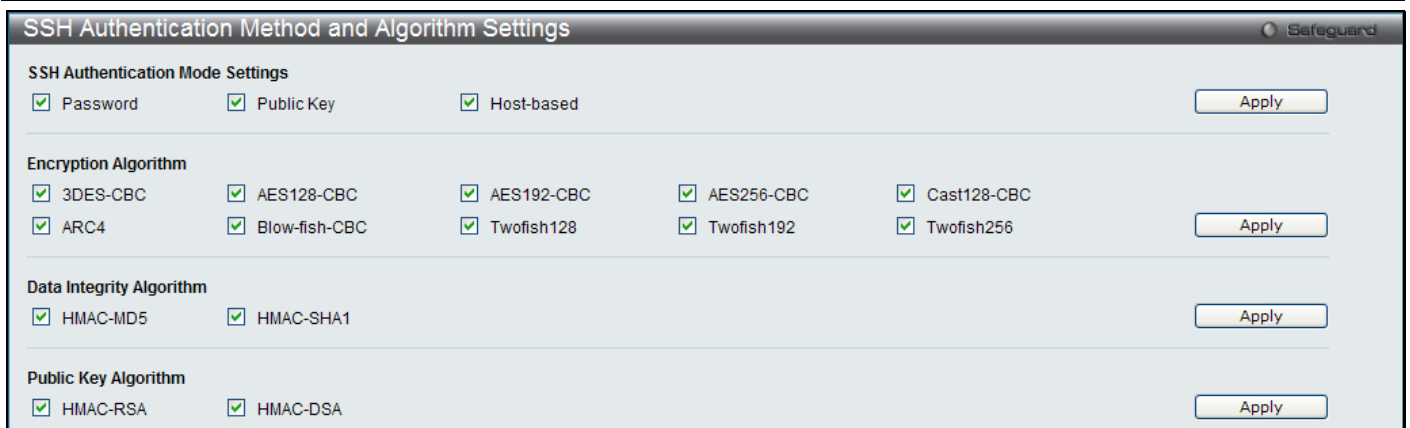 SSH Authentication Method and Algorithm Settings Safeguard
SSH Authentication Mode Settings
Password Public Key Host-based Apply
Encryption Algorithm
3DES-CBC AES128-CBC AES192-CBC AES256-CBC Cast128-CBC
ARC4 Blow-fish-CBC Twofish128 Twofish192 Twofish256 Apply
Data Integrity Algorithm
HMAC-MD5 HMAC-SHA1 Apply
Public Key Algorithm
HMAC-RSA HMAC-DSA Apply